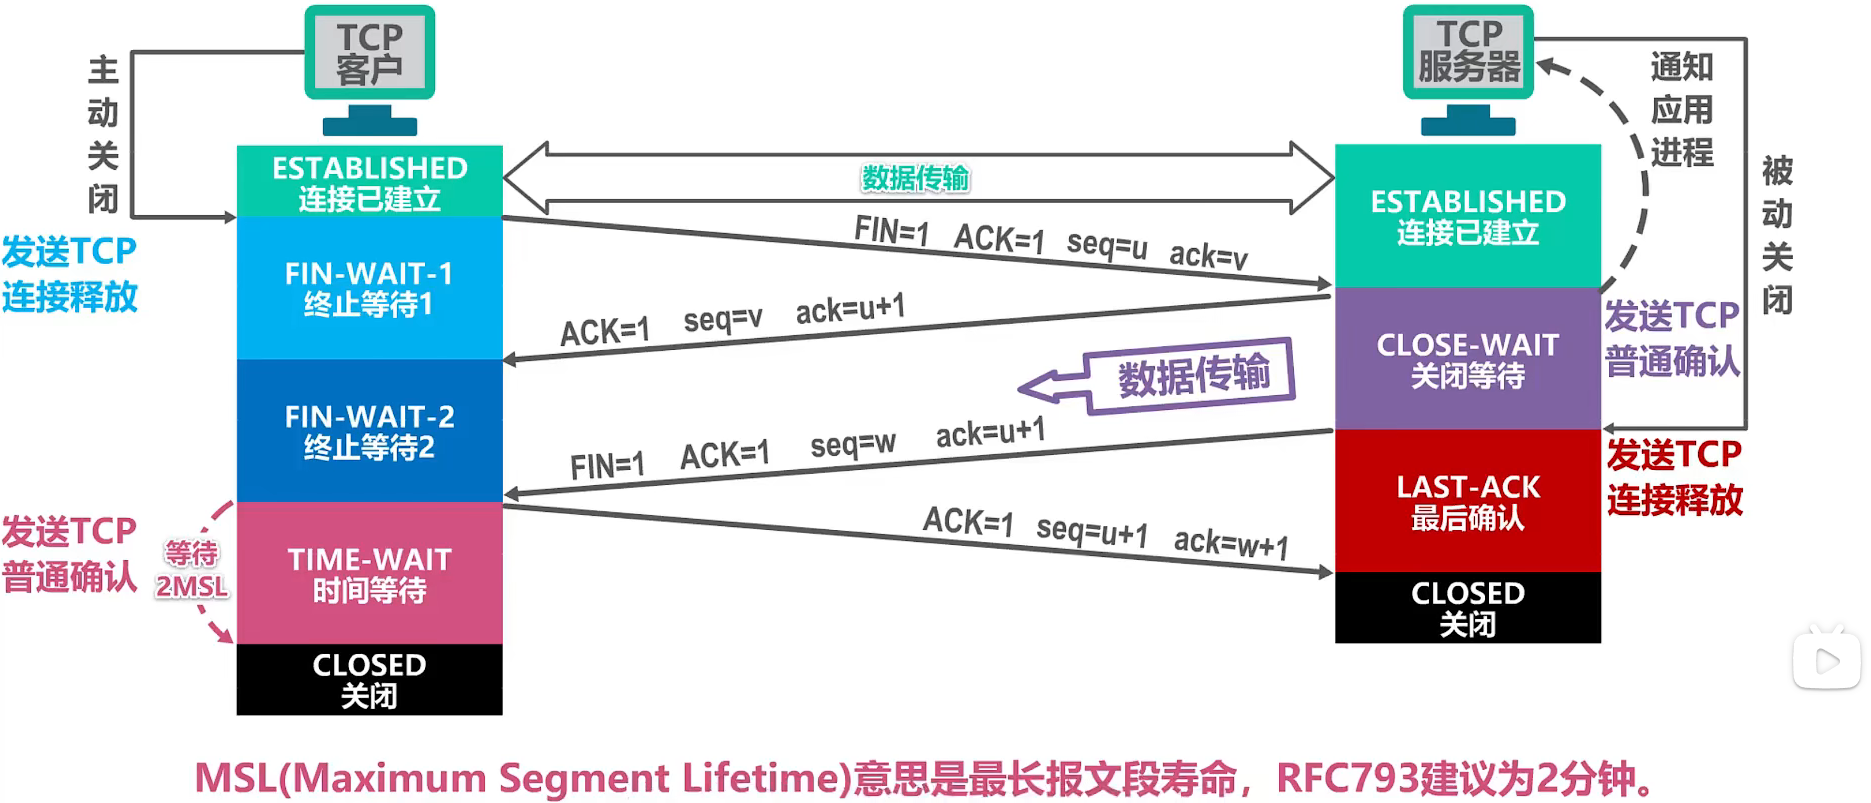 TCP
客户
TCP
服务器
主动关闭
通知
应用
进程
被动关闭
ESTABLISHED
连接已建立
数据传输
ESTABLISHED
连接已建立
FIN=1 ACK=1 seq=u ack=v
发送TCP
连接释放
FIN-WAIT-1
终止等待1
ACK=1 seq=v ack=u+1
CLOSE-WAIT
关闭等待
发送TCP
普通确认
数据传输
FIN-WAIT-2
终止等待2
FIN=1 ACK=1 seq=w ack=u+1
LAST-ACK
最后确认
发送TCP
连接释放
发送TCP
普通确认
等待
2MSL
TIME-WAIT
时间等待
ACK=1 seq=u+1 ack=w+1
CLOSED
关闭
CLOSED
关闭
MSL(Maximum Segment Lifetime)意思是最长报文段寿命，RFC793建议为2分钟。